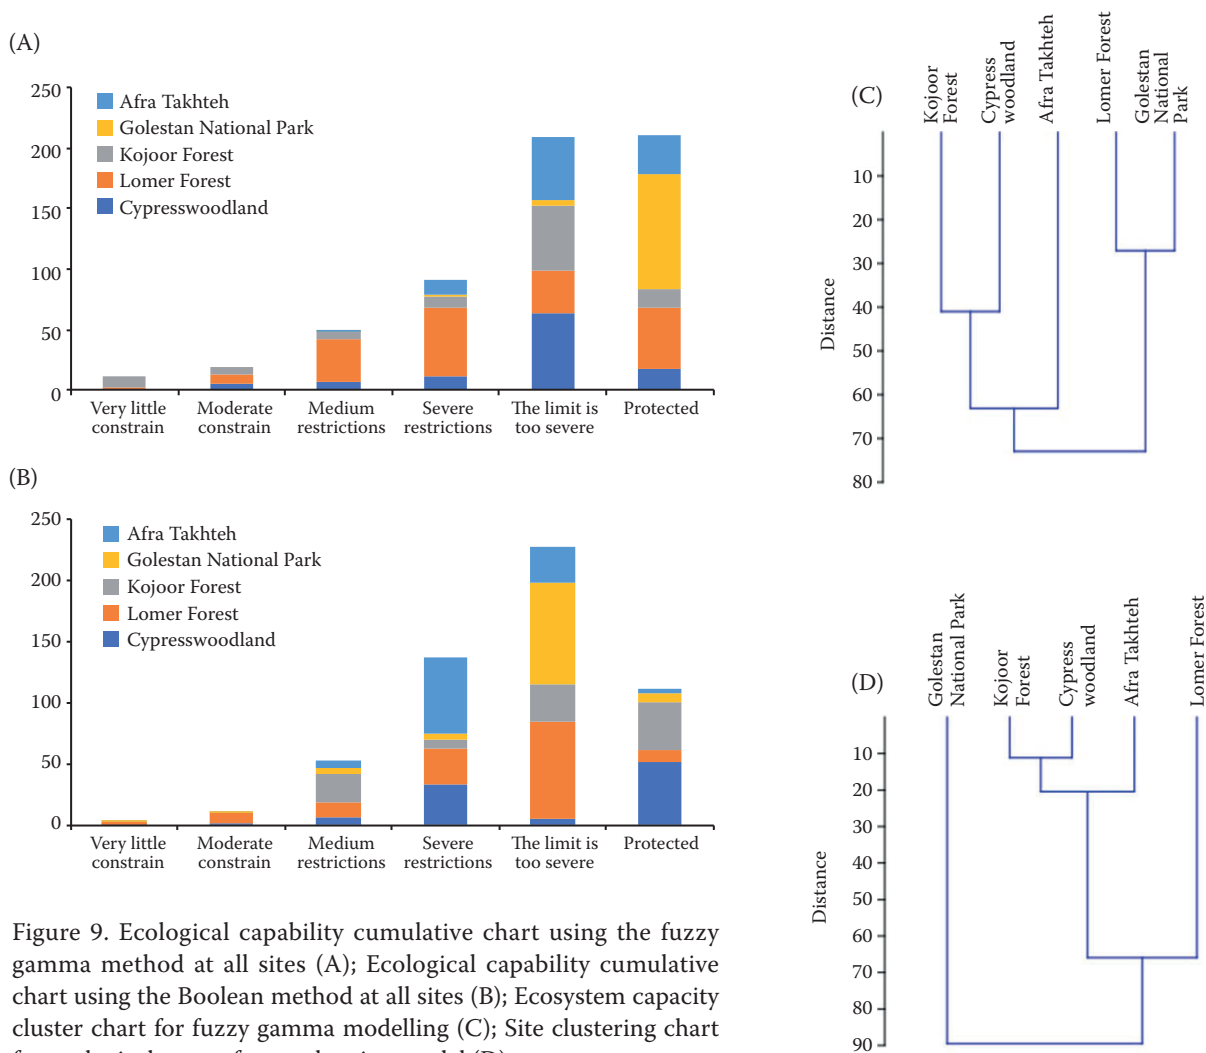 (A)
250
200
150
100
50
0
Afra Takhteh
Golestan National Park
Kojoor Forest
Lomer Forest
Cypresswoodland
Very little
constrain
Moderate
constrain
Medium
restrictions
Severe
restrictions
The limit is
too severe
Protected
(B)
250
200
150
100
50
0
Afra Takhteh
Golestan National Park
Kojoor Forest
Lomer Forest
Cypresswoodland
Very little
constrain
Moderate
constrain
Medium
restrictions
Severe
restrictions
The limit is
too severe
Protected
(C)
Kojoor
Forest
Cypress
woodland
Afra Takhteh
Lomer Forest
Golestan
National
Park
Distance
10
20
30
40
50
60
70
80
(D)
Golestan
National Park
Kojoor
Forest
Cypress
woodland
Afra Takhteh
Lomer Forest
Distance
10
20
30
40
50
60
70
80
90
Figure 9. Ecological capability cumulative chart using the fuzzy
gamma method at all sites (A); Ecological capability cumulative
chart using the Boolean method at all sites (B); Ecosystem capacity
cluster chart for fuzzy gamma modelling (C); Site clustering chart